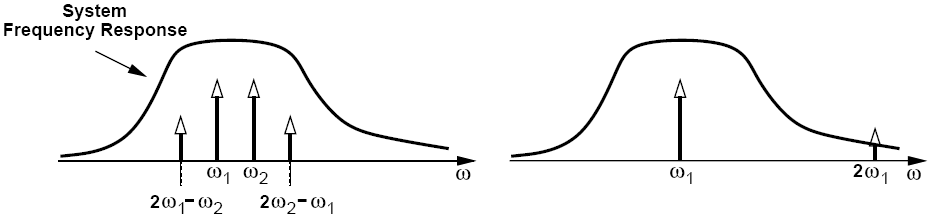 System
Frequency Response
ω₁ ω₂ ω
2ω₁−ω₂ 2ω₂−ω₁
ω₁ 2ω₁ ω